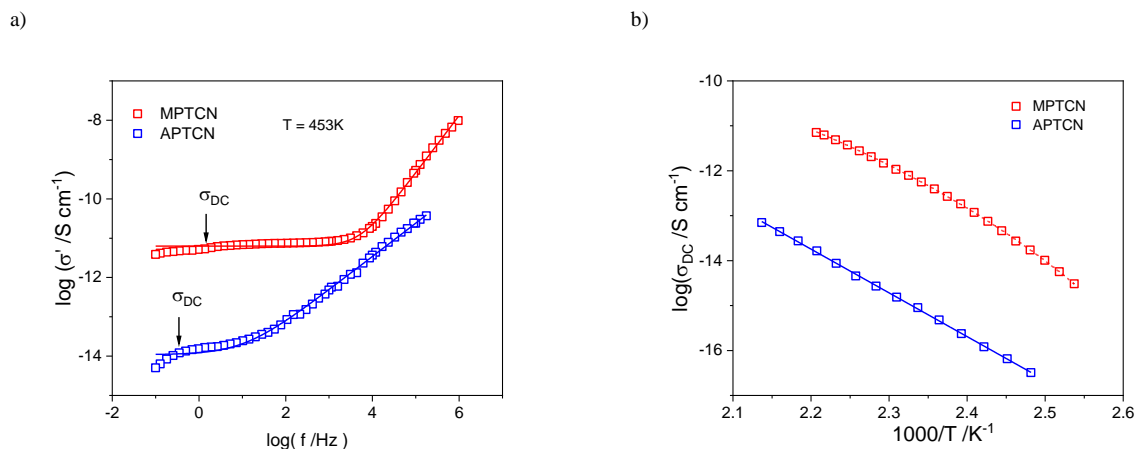 a)
b)
MPTCN
APTCN
T = 453K
σDC
σDC
log (σ' /S cm⁻¹)
-8
-10
-12
-14
-2
0
2
4
6
log( f /Hz )
MPTCN
APTCN
log(σDC /S cm⁻¹)
-10
-12
-14
-16
2.1
2.2
2.3
2.4
2.5
2.6
1000/T /K⁻¹